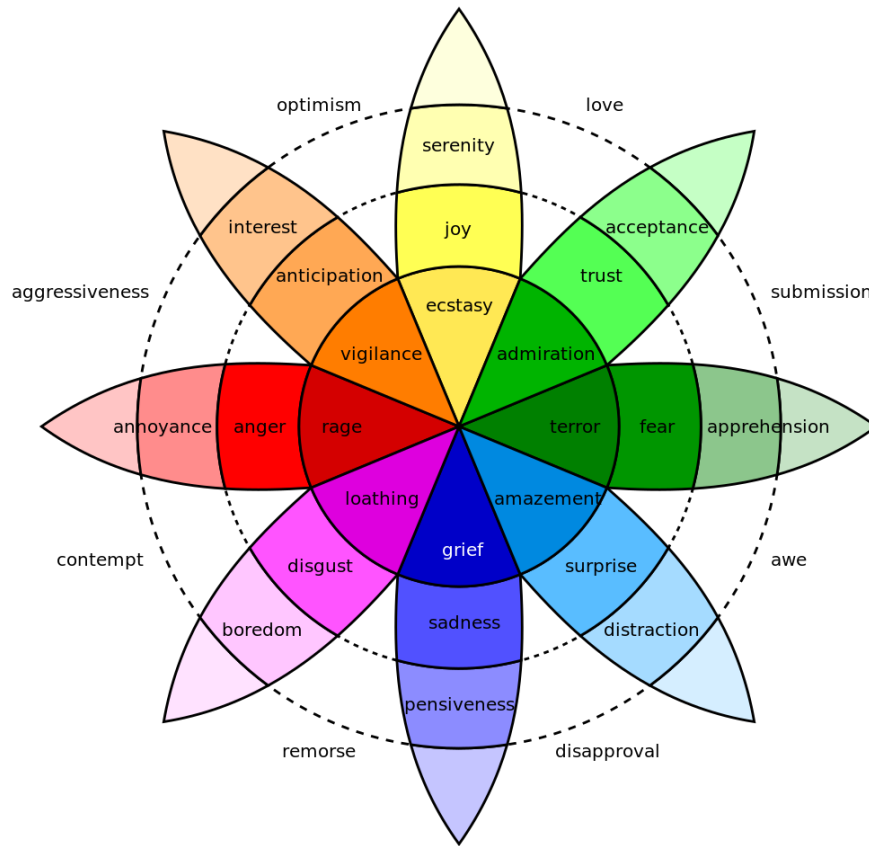 optimism
love
serenity
interest
acceptance
joy
anticipation
trust
aggressiveness
submission
ecstasy
vigilance
admiration
annoyance
anger
rage
terror
fear
apprehension
loathing
amazement
grief
contempt
awe
disgust
surprise
sadness
boredom
distraction
pensiveness
remorse
disapproval